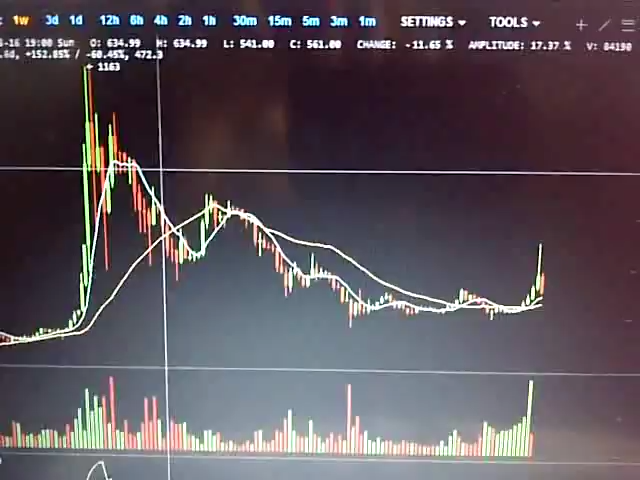 1w 3d 1d 12h 6h 4h 2h 1h 30m 15m 5m 3m 1m SETTINGS TOOLS
-16 19:00 Sun O: 634.99 H: 634.99 L: 541.00 C: 561.00 CHANGE: -11.65 % AMPLITUDE: 17.37 % V: 84190
.6d, +152.85% / -60.45%, 472.3
1163